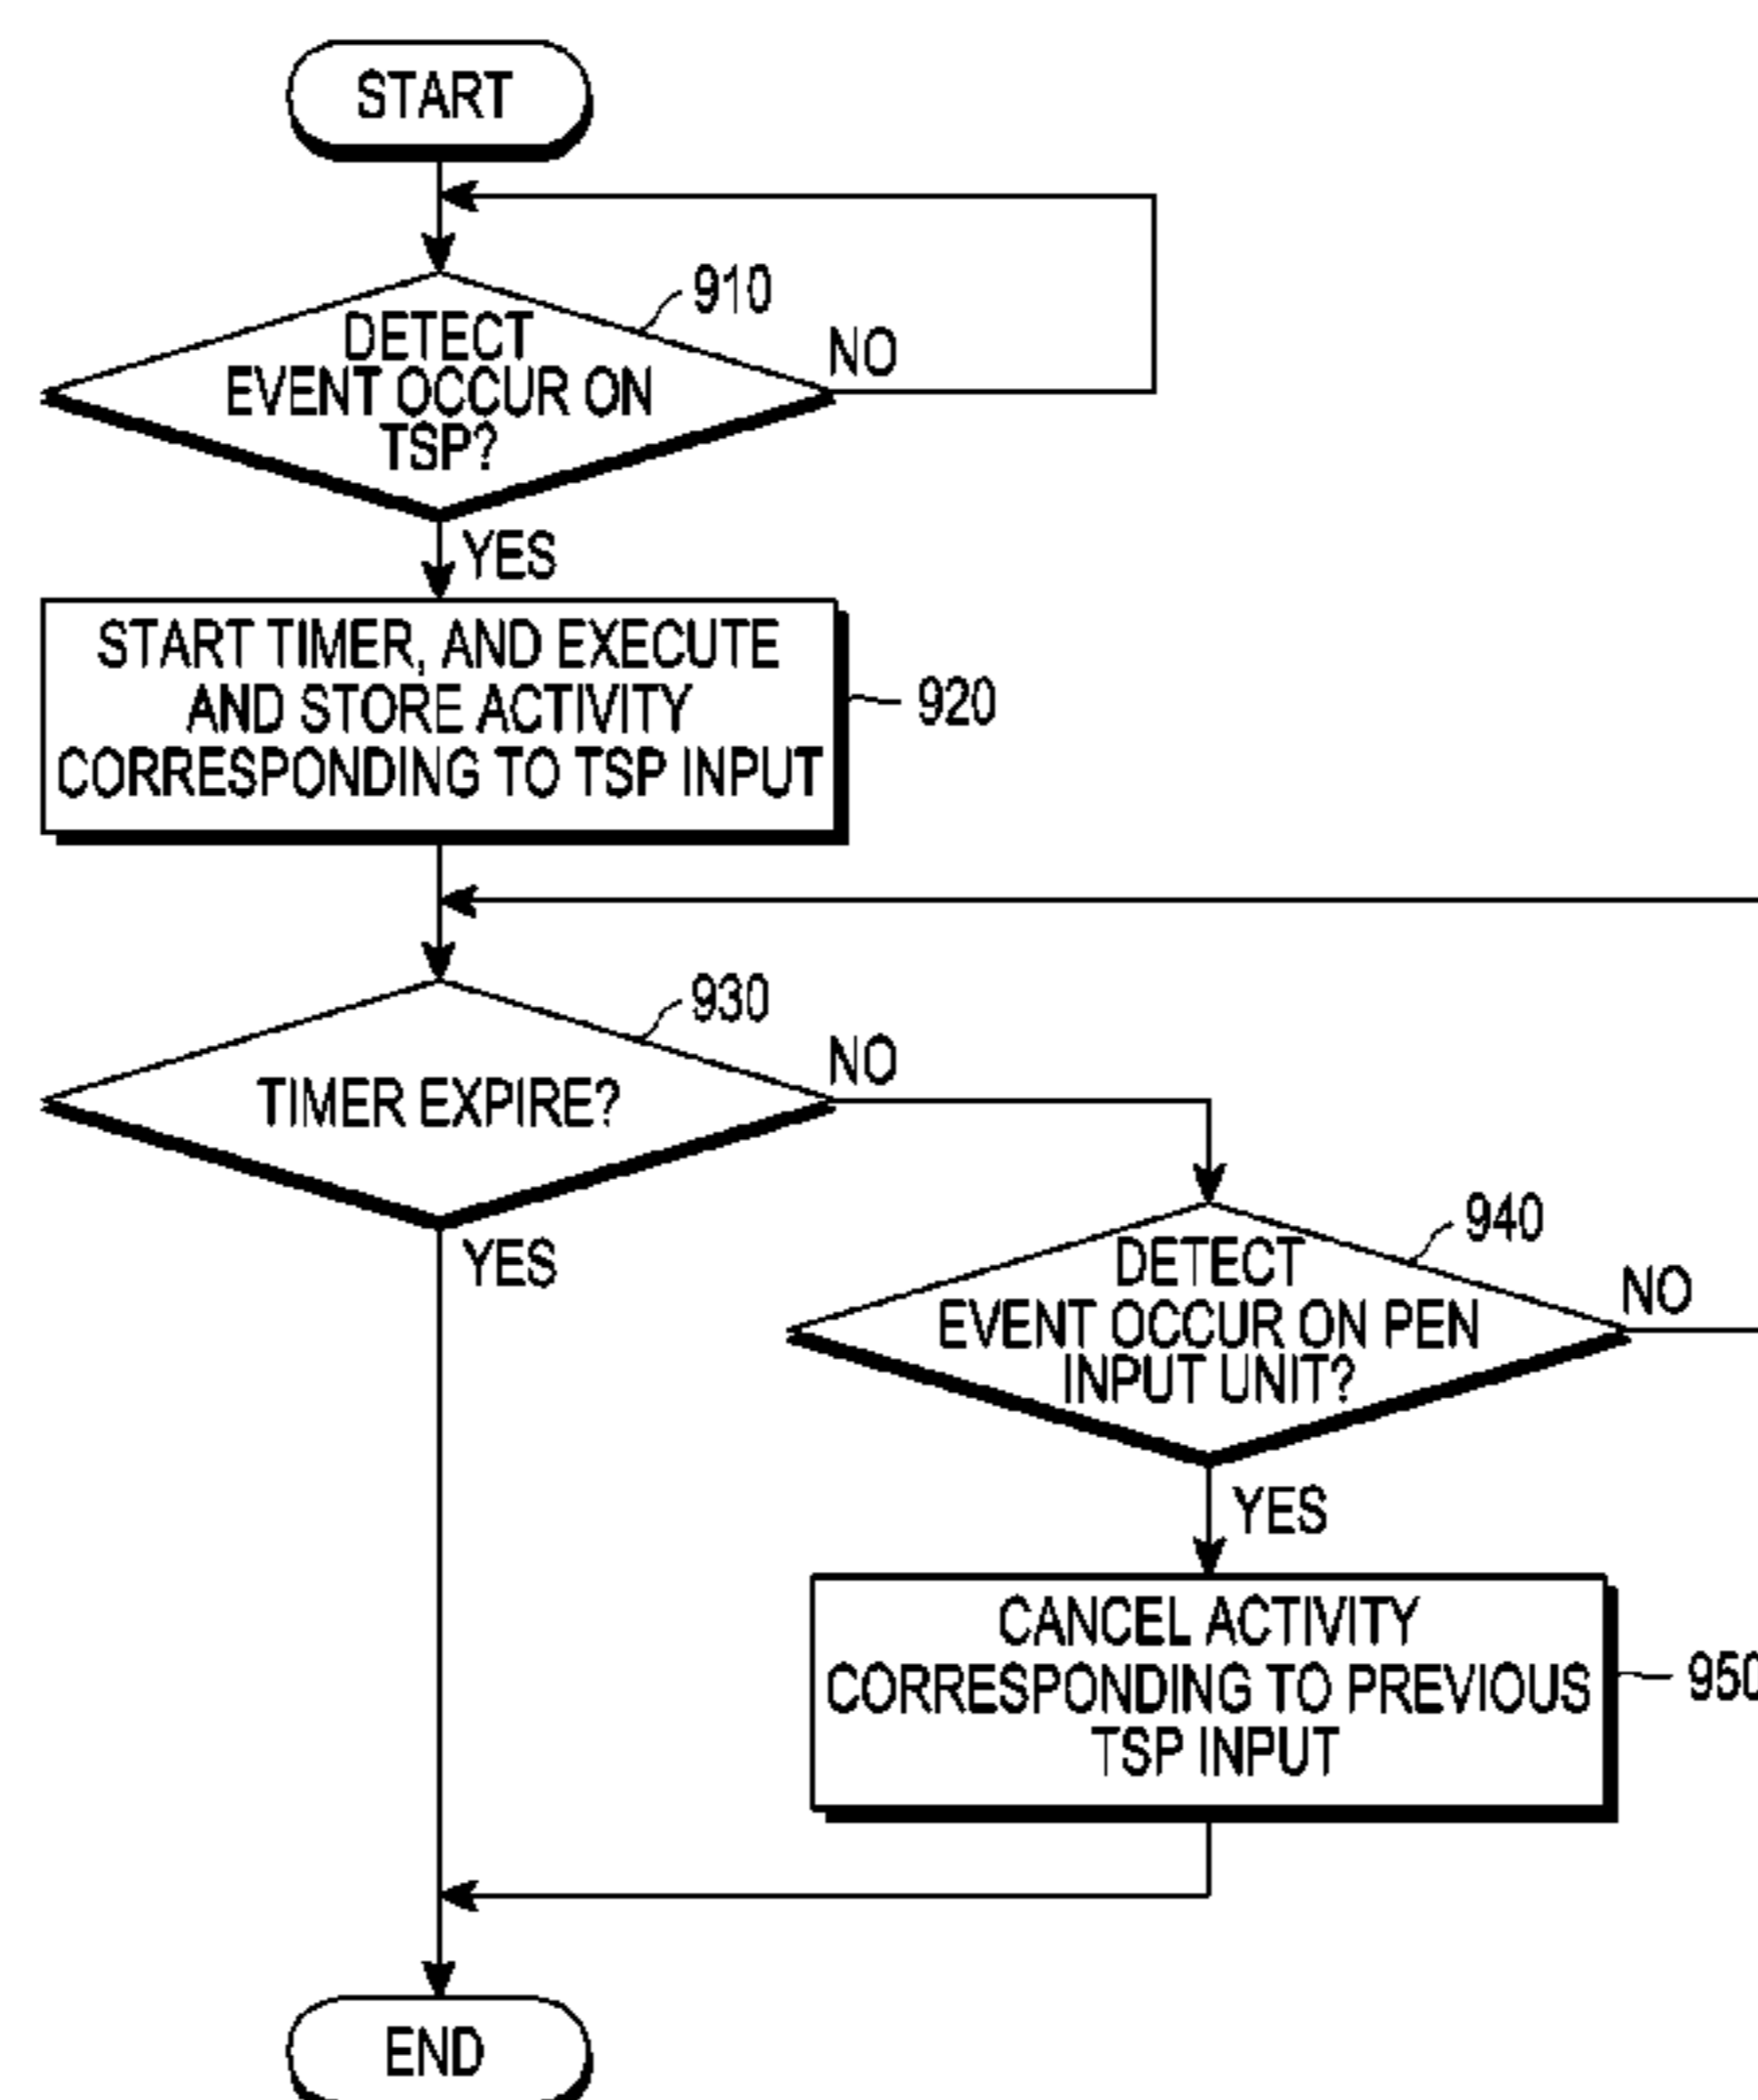 START
910
DETECT
EVENT OCCUR ON
TSP?
NO
YES
START TIMER, AND EXECUTE
AND STORE ACTIVITY
CORRESPONDING TO TSP INPUT
920
930
TIMER EXPIRE?
NO
YES
940
DETECT
EVENT OCCUR ON PEN
INPUT UNIT?
NO
YES
CANCEL ACTIVITY
CORRESPONDING TO PREVIOUS
TSP INPUT
950
END